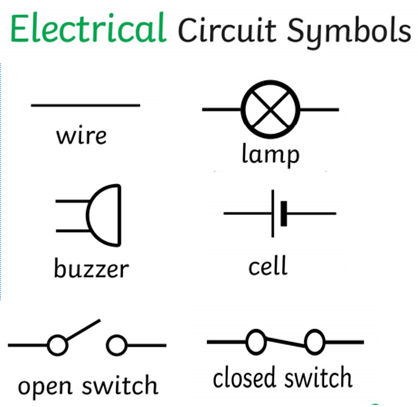 Electrical Circuit Symbols
wire
lamp
buzzer
cell
open switch
closed switch